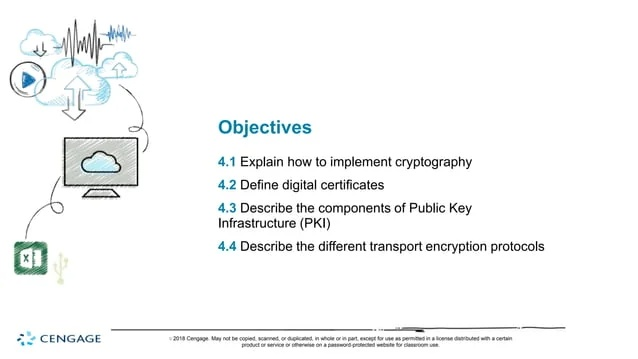 Objectives
4.1 Explain how to implement cryptography
4.2 Define digital certificates
4.3 Describe the components of Public Key
Infrastructure (PKI)
4.4 Describe the different transport encryption protocols
X
CENGAGE
©2018 Cengage. May not be copied, scanned, or duplicated, in whole or in part, except for use as permitted in a license distributed with a certain
product or service or otherwise on a password-protected website for classroom use.